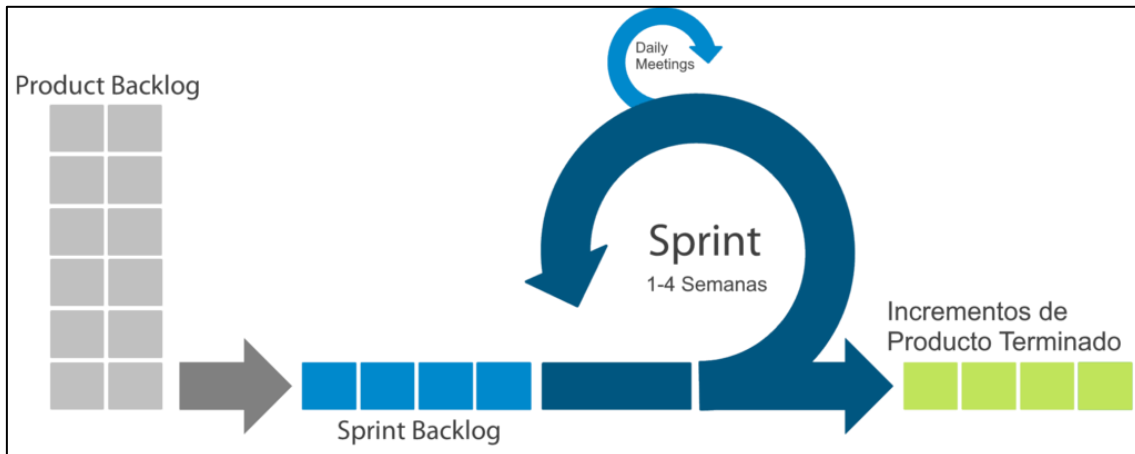 Daily
Meetings
Product Backlog
Sprint
1-4 Semanas
Incrementos de
Producto Terminado
Sprint Backlog